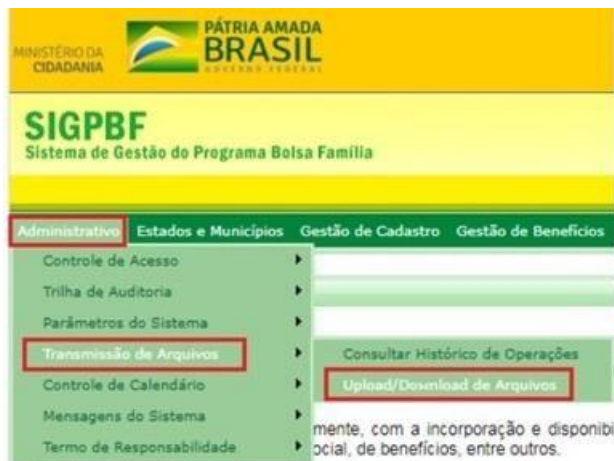 MINISTÉRIO DA
CIDADANIA
PÁTRIA AMADA
BRASIL
GOVERNO FEDERAL
SIGPBF
Sistema de Gestão do Programa Bolsa Família
Administrativo Estados e Municípios Gestão de Cadastro Gestão de Benefícios
Controle de Acesso
Trilha de Auditoria
Parâmetros do Sistema
Transmissão de Arquivos
Consultar Histórico de Operações
Controle de Calendário
Upload/Download de Arquivos
Mensagens do Sistema
mente, com a incorporação e disponibi
Termo de Responsabilidade
ocial, de benefícios, entre outros.